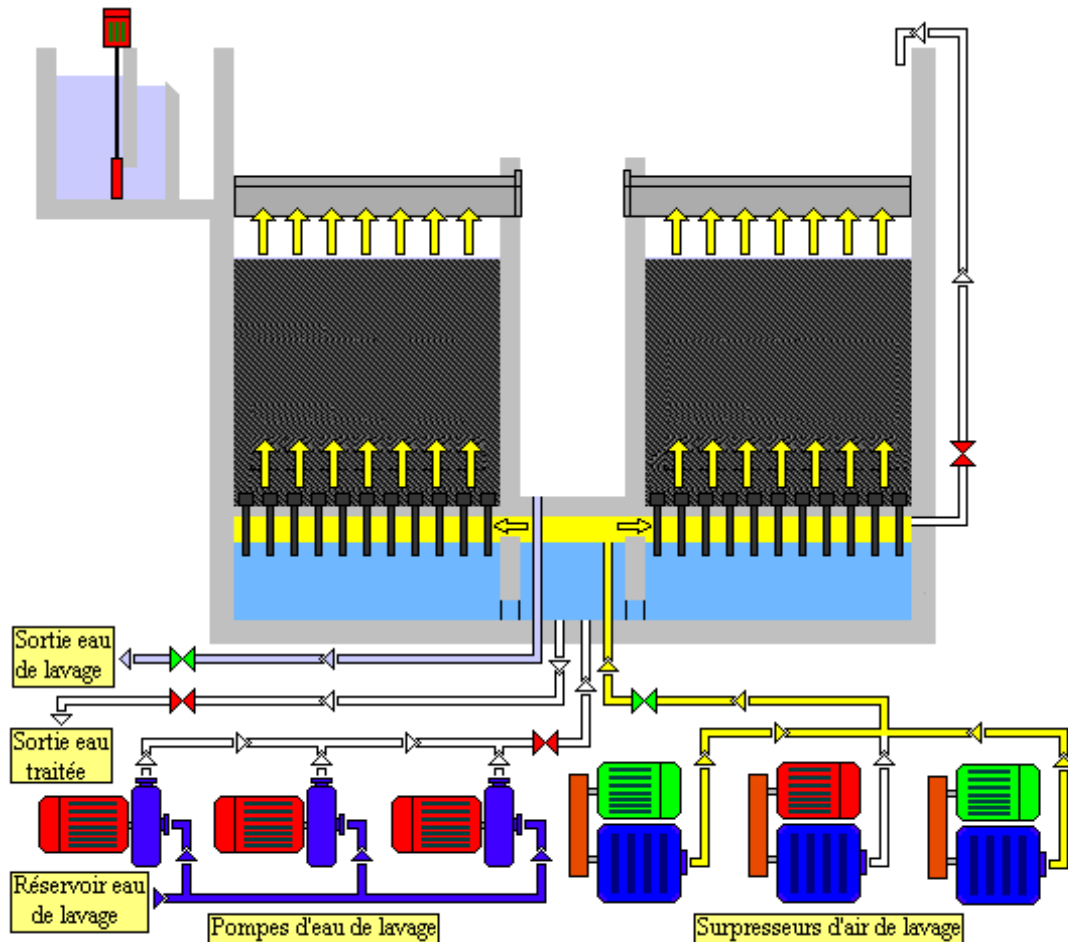 Sortie eau
de lavage
Sortie eau
traitée
Réservoir eau
de lavage
Pompes d'eau de lavage
Surpresseurs d'air de lavage